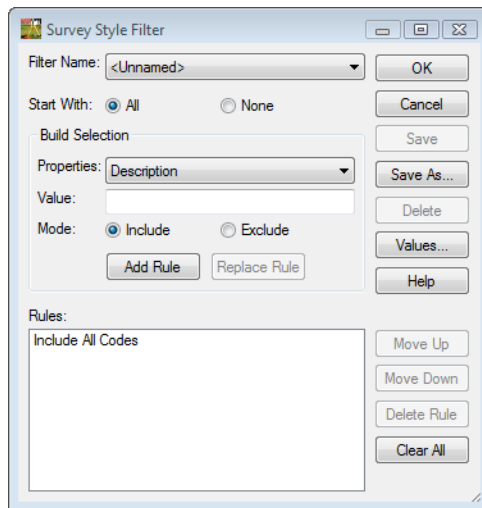 Survey Style Filter
Filter Name: <Unnamed> OK
Start With: All None Cancel
Build Selection Save
Properties: Description Save As...
Value: Delete
Mode: Include Exclude Values...
Add Rule Replace Rule Help
Rules:
Include All Codes Move Up
Move Down
Delete Rule
Clear All